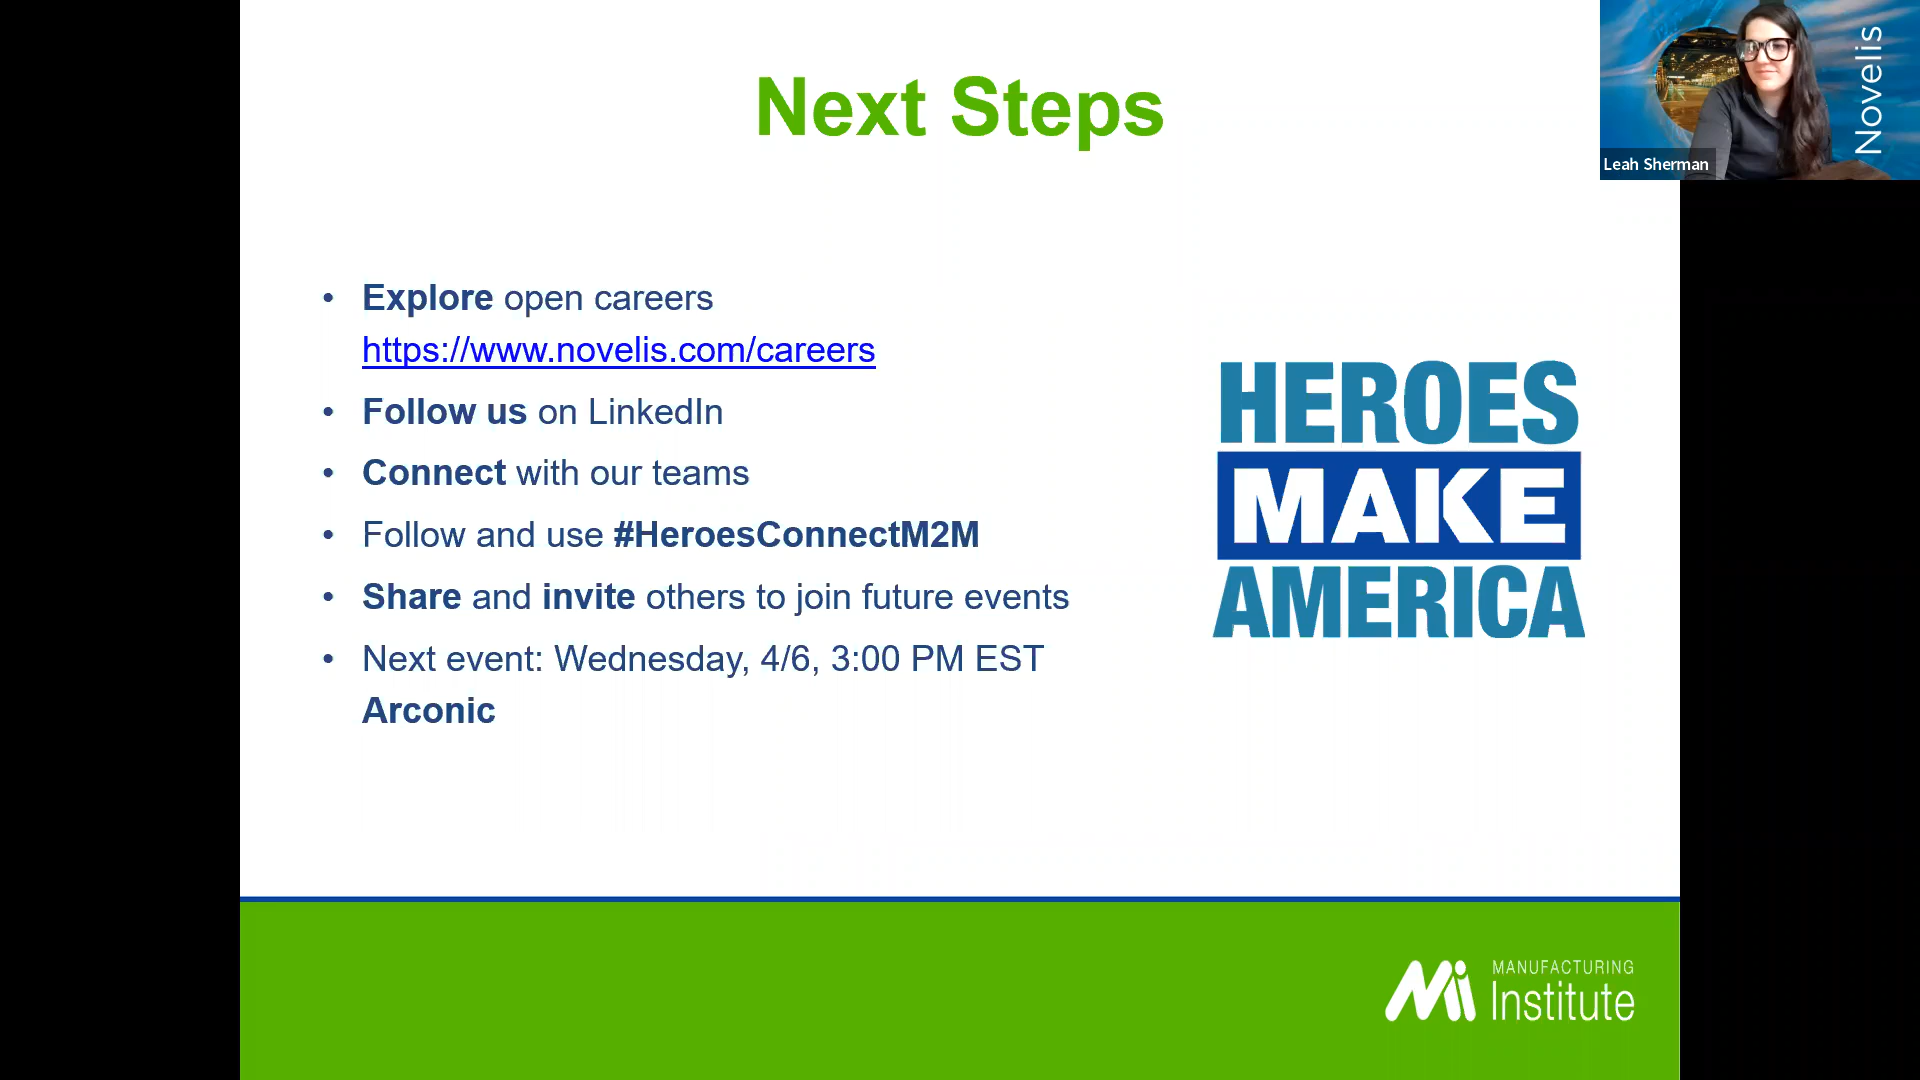 Next Steps
Novelis
Leah Sherman
• Explore open careers
https://www.novelis.com/careers
• Follow us on LinkedIn
• Connect with our teams
• Follow and use #HeroesConnectM2M
• Share and invite others to join future events
• Next event: Wednesday, 4/6, 3:00 PM EST
Arconic
HEROES
MAKE
AMERICA
Mi
MANUFACTURING
Institute